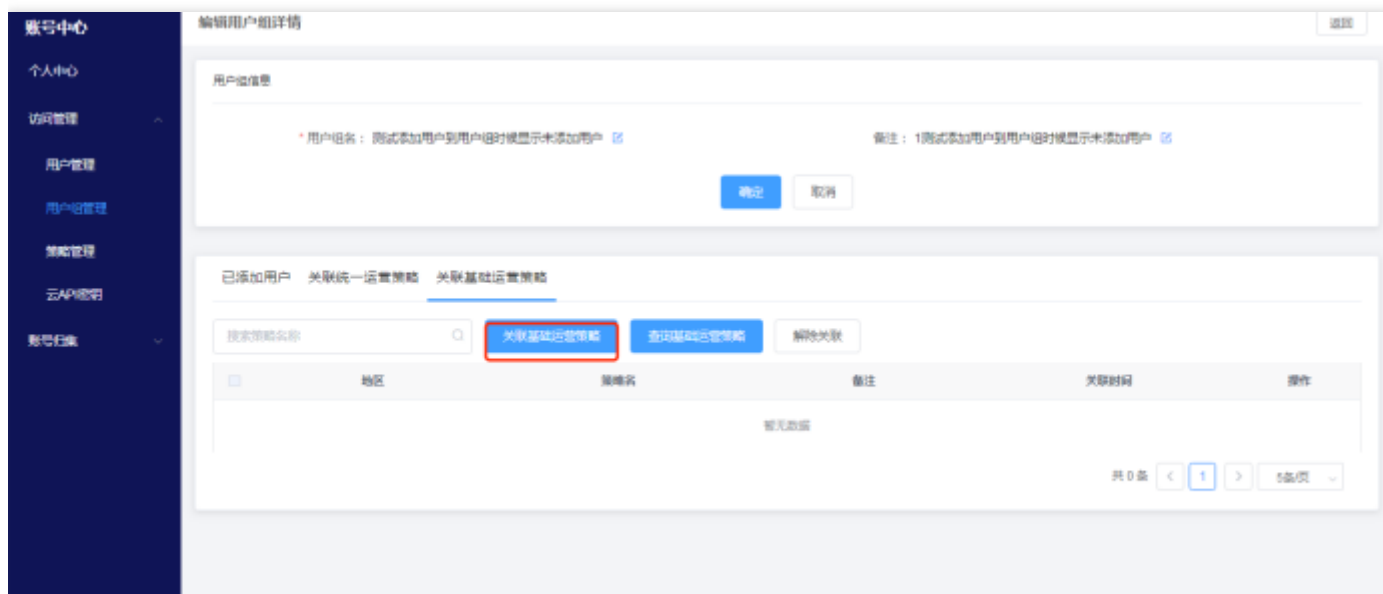 账号中心
编辑用户组详情
返回
个人中心
用户组信息
访问管理
*用户组名： 测试添加用户到用户组时候显示未添加用户
备注： 1测试添加用户到用户组时候显示未添加用户
用户管理
确定
取消
用户组管理
策略管理
已添加用户 关联统一运营策略 关联基础运营策略
云API密钥
账号归集
搜索策略名称
关联基础运营策略
查询基础运营策略
解除关联
地区 策略名 备注 关联时间 操作
暂无数据
共 0 条 < 1 > 5条/页